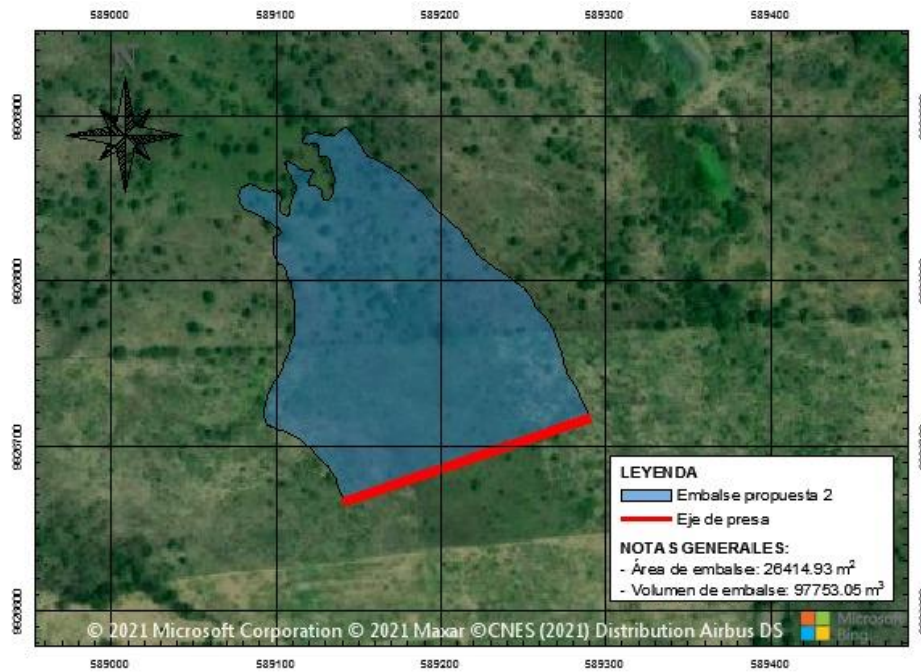 589000 589100 589200 589300 589400
N
LEYENDA
Embalse propuesta 2
Eje de presa
NOTAS GENERALES:
- Área de embalse: 26414.93 m²
- Volumen de embalse: 97753.05 m³
© 2021 Microsoft Corporation © 2021 Maxar ©CNES (2021) Distribution Airbus DS
Microsoft
Bing
589000 589100 589200 589300 589400